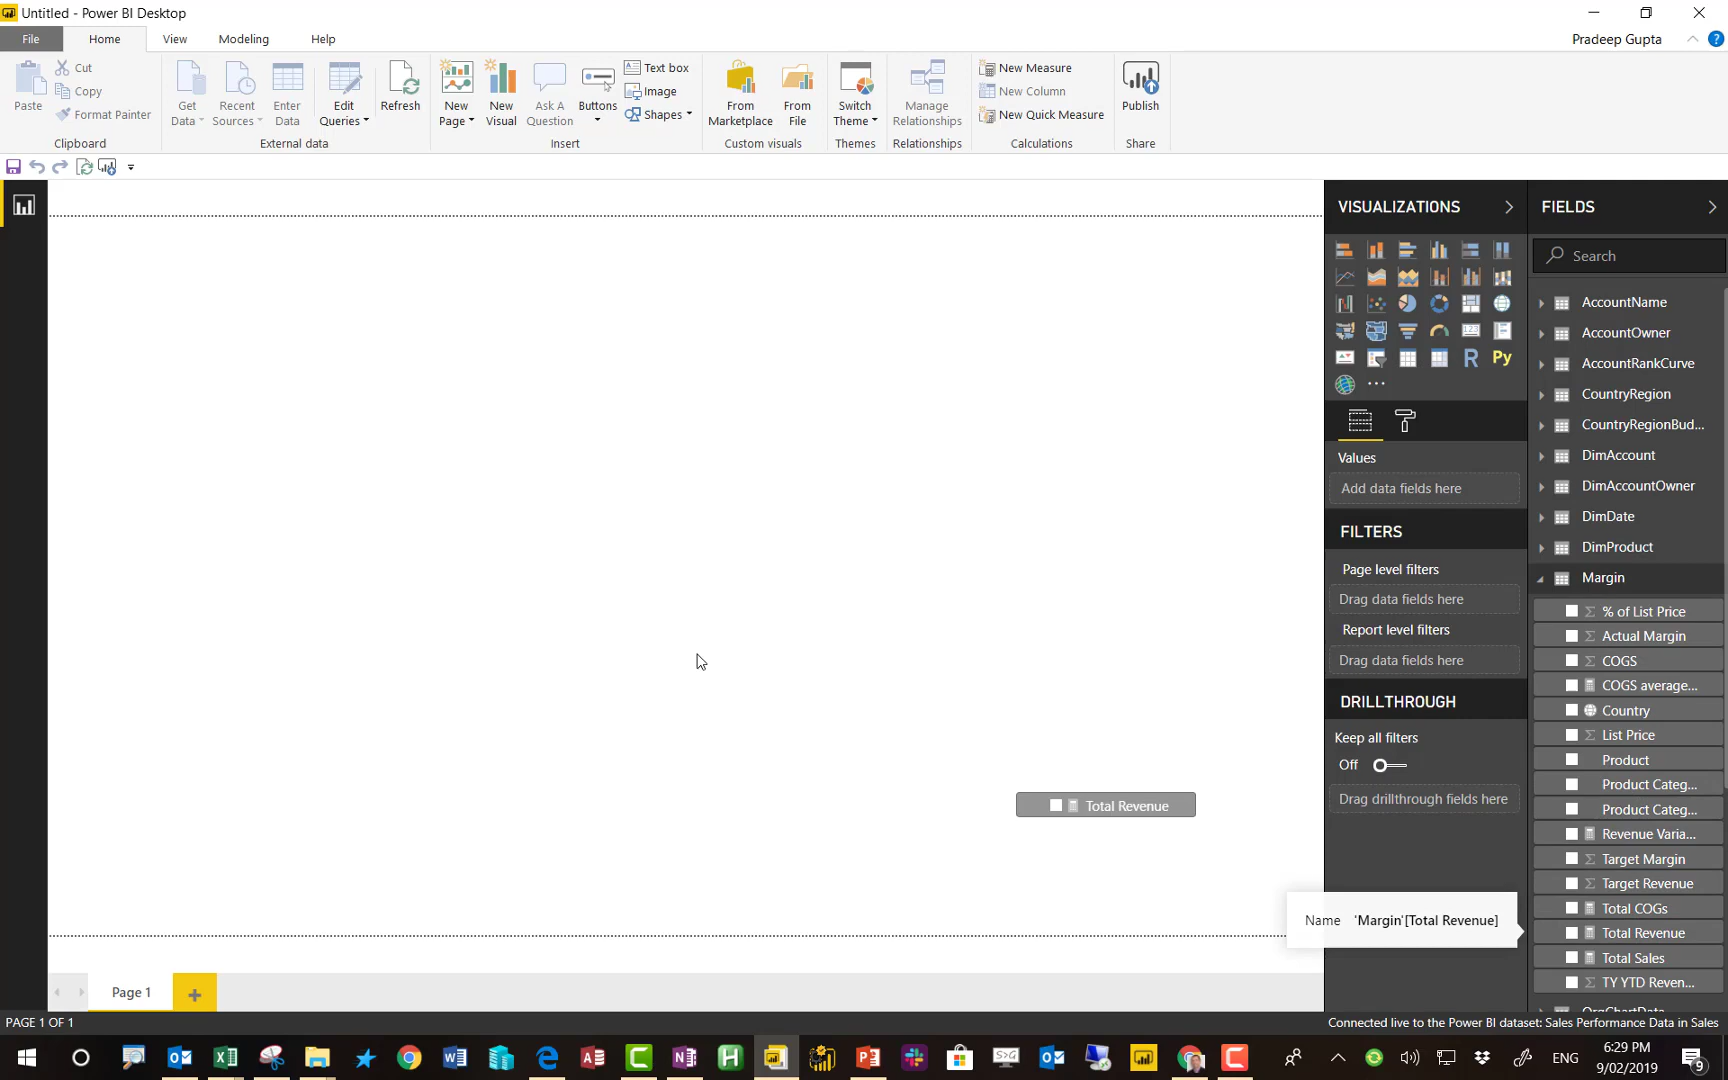 Untitled - Power BI Desktop
File Home View Modeling Help Pradeep Gupta
Paste Cut Copy Format Painter
Clipboard
Get Data Recent Sources Enter Data Edit Queries Refresh
External data
New Page New Visual Ask A Question Buttons Text box Image Shapes
Insert
From Marketplace From File
Custom visuals
Switch Theme
Themes
Manage Relationships
Relationships
New Measure
New Column
New Quick Measure
Calculations
Publish
Share
VISUALIZATIONS
R Py
Values
Add data fields here
FILTERS
Page level filters
Drag data fields here
Report level filters
Drag data fields here
DRILLTHROUGH
Keep all filters
Off
Drag drillthrough fields here
FIELDS
Search
AccountName
AccountOwner
AccountRankCurve
CountryRegion
CountryRegionBud...
DimAccount
DimAccountOwner
DimDate
DimProduct
Margin
% of List Price
Actual Margin
COGS
COGS average...
Country
List Price
Product
Product Categ...
Product Categ...
Revenue Varia...
Target Margin
Target Revenue
Total COGs
Total Revenue
Total Sales
TY YTD Reven...
OrgChartData
Total Revenue
Name 'Margin'[Total Revenue]
Page 1
PAGE 1 OF 1
Connected live to the Power BI dataset: Sales Performance Data in Sales
ENG
6:29 PM
9/02/2019
9